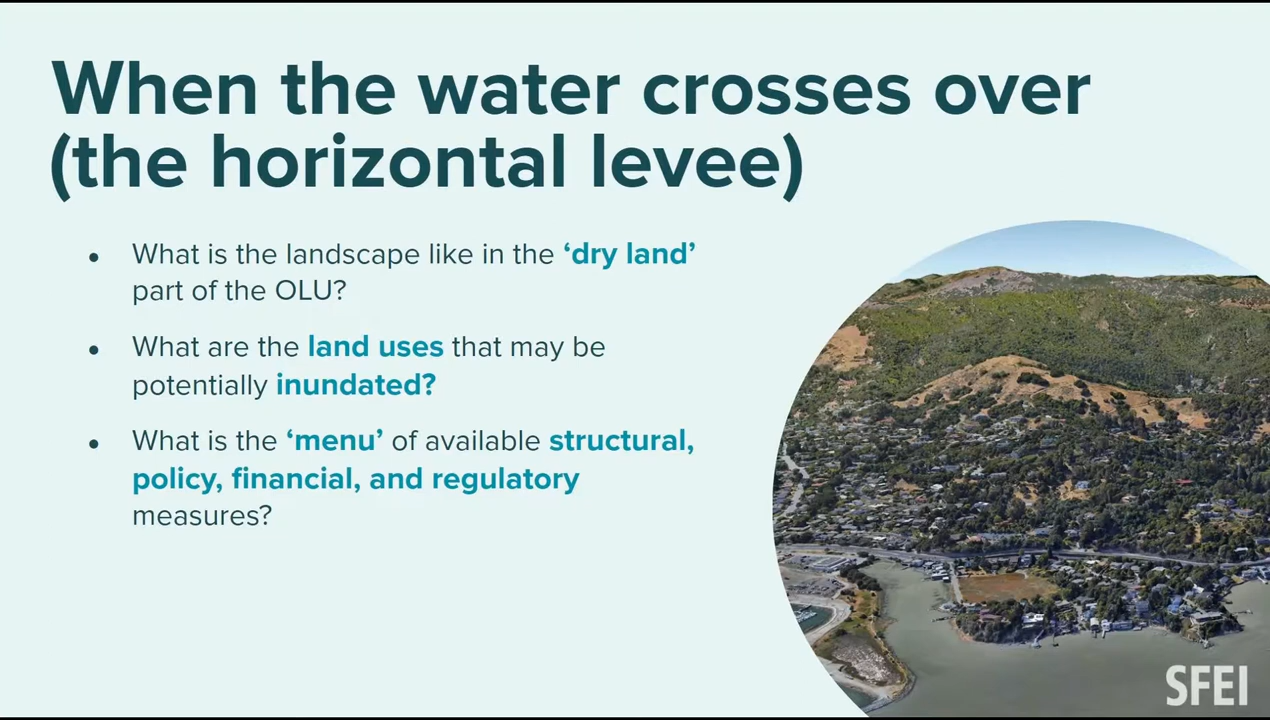 When the water crosses over
(the horizontal levee)
• What is the landscape like in the ‘dry land’
part of the OLU?
• What are the land uses that may be
potentially inundated?
• What is the ‘menu’ of available structural,
policy, financial, and regulatory
measures?
SFEI